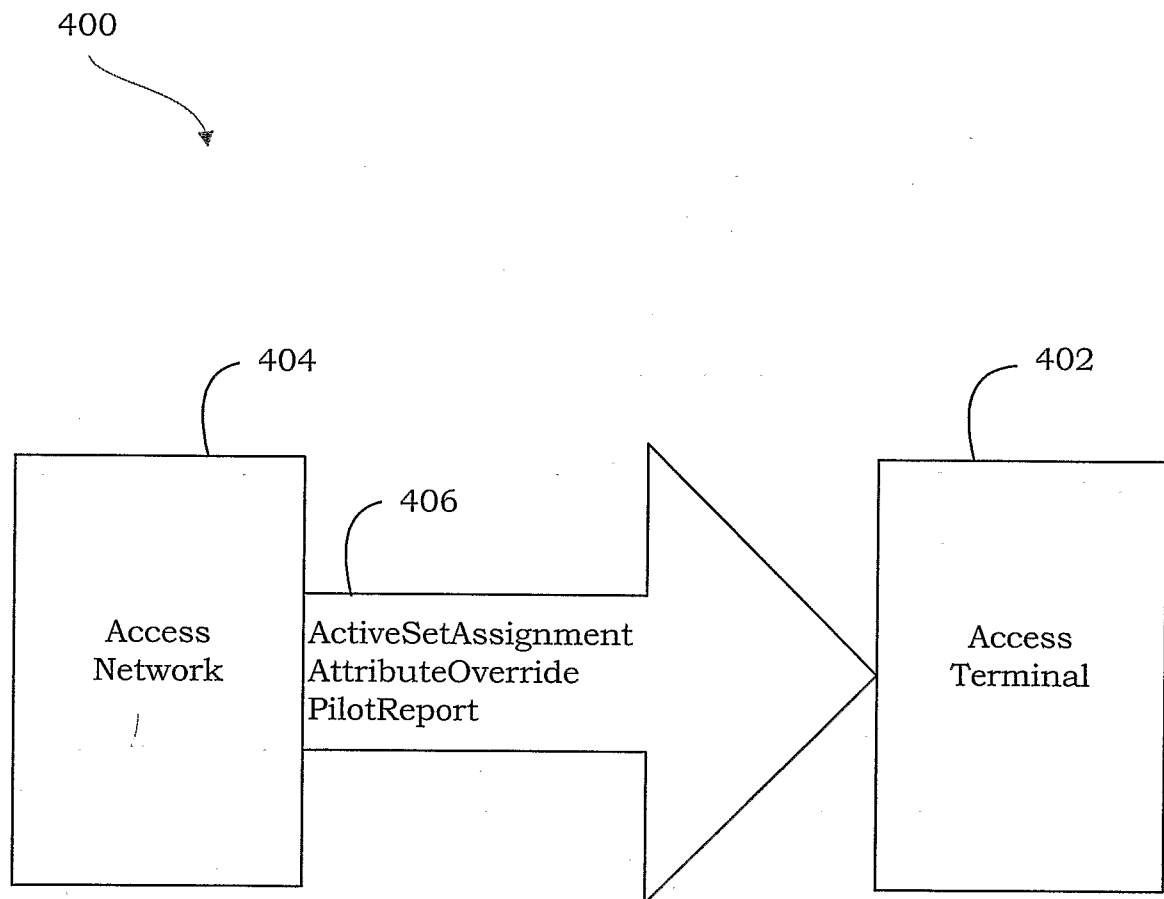 400
404
402
406
Access
Network
ActiveSetAssignment
AttributeOverride
PilotReport
Access
Terminal